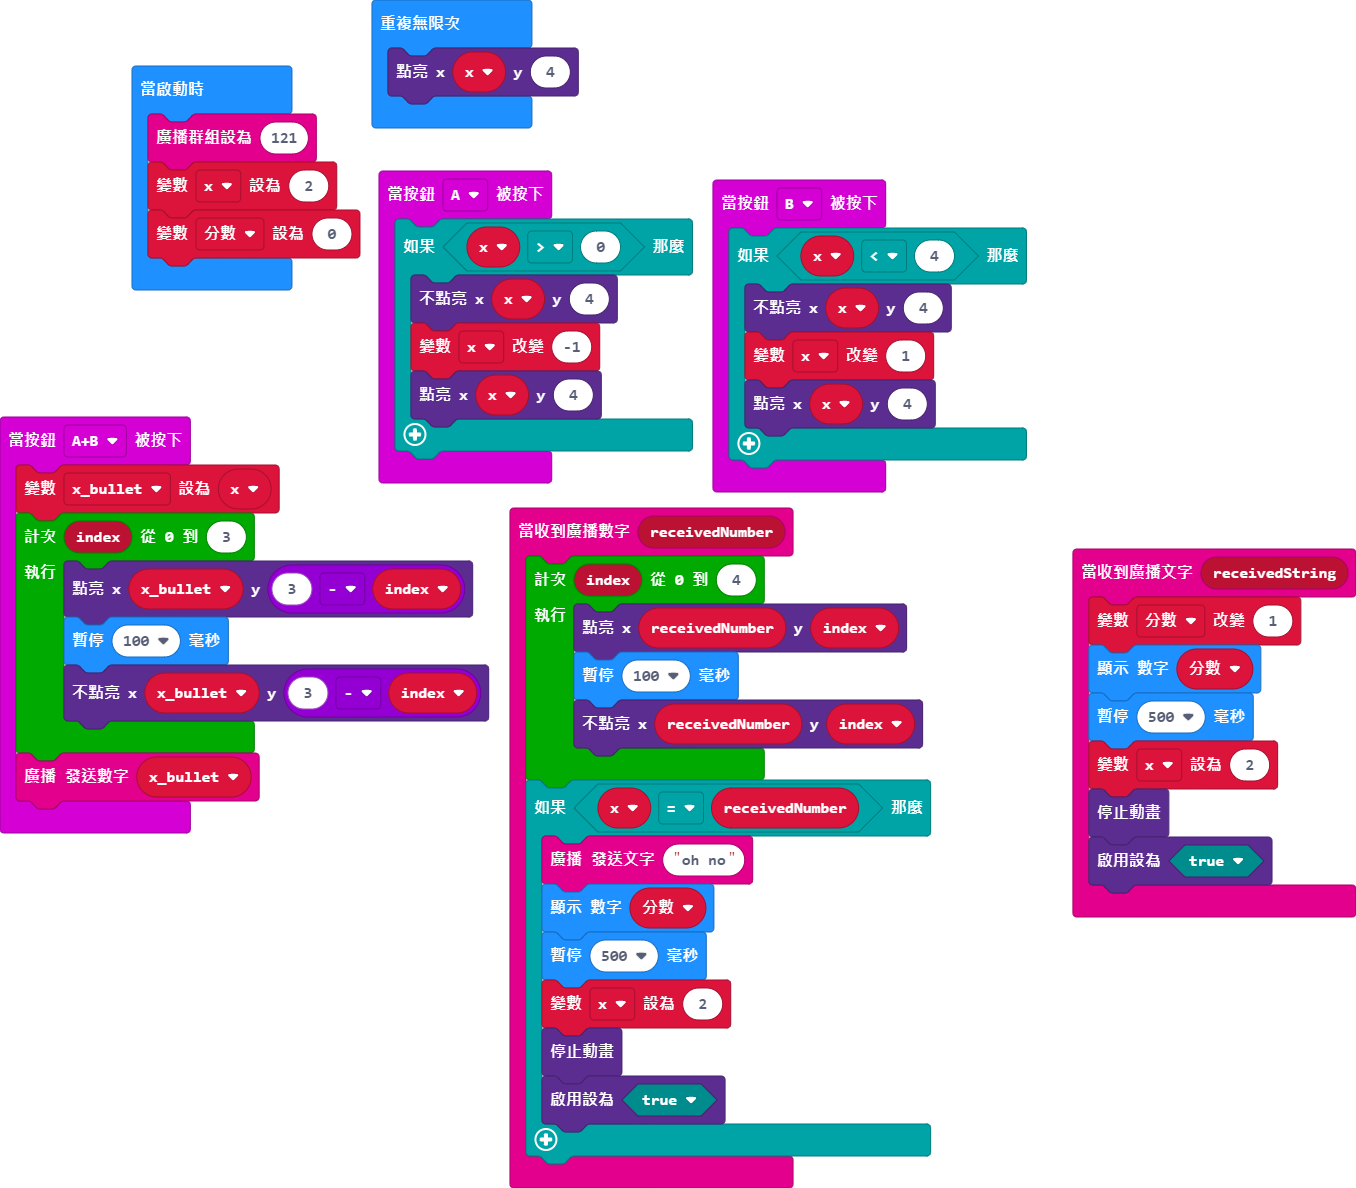 重複無限次
點亮 x x y 4
當啟動時
廣播群組設為 121
變數 x 設為 2
變數 分數 設為 0
當按鈕 A 被按下
如果 x > 0 那麼
不點亮 x x y 4
變數 x 改變 -1
點亮 x x y 4
當按鈕 B 被按下
如果 x < 4 那麼
不點亮 x x y 4
變數 x 改變 1
點亮 x x y 4
當按鈕 A+B 被按下
變數 x_bullet 設為 x
計次 index 從 0 到 3
執行
點亮 x x_bullet y 3 - index
暫停 100 毫秒
不點亮 x x_bullet y 3 - index
廣播 發送數字 x_bullet
當收到廣播數字 receivedNumber
計次 index 從 0 到 4
執行
點亮 x receivedNumber y index
暫停 100 毫秒
不點亮 x receivedNumber y index
如果 x = receivedNumber 那麼
廣播 發送文字 "oh no"
顯示 數字 分數
暫停 500 毫秒
變數 x 設為 2
停止動畫
啟用設為 true
當收到廣播文字 receivedString
變數 分數 改變 1
顯示 數字 分數
暫停 500 毫秒
變數 x 設為 2
停止動畫
啟用設為 true